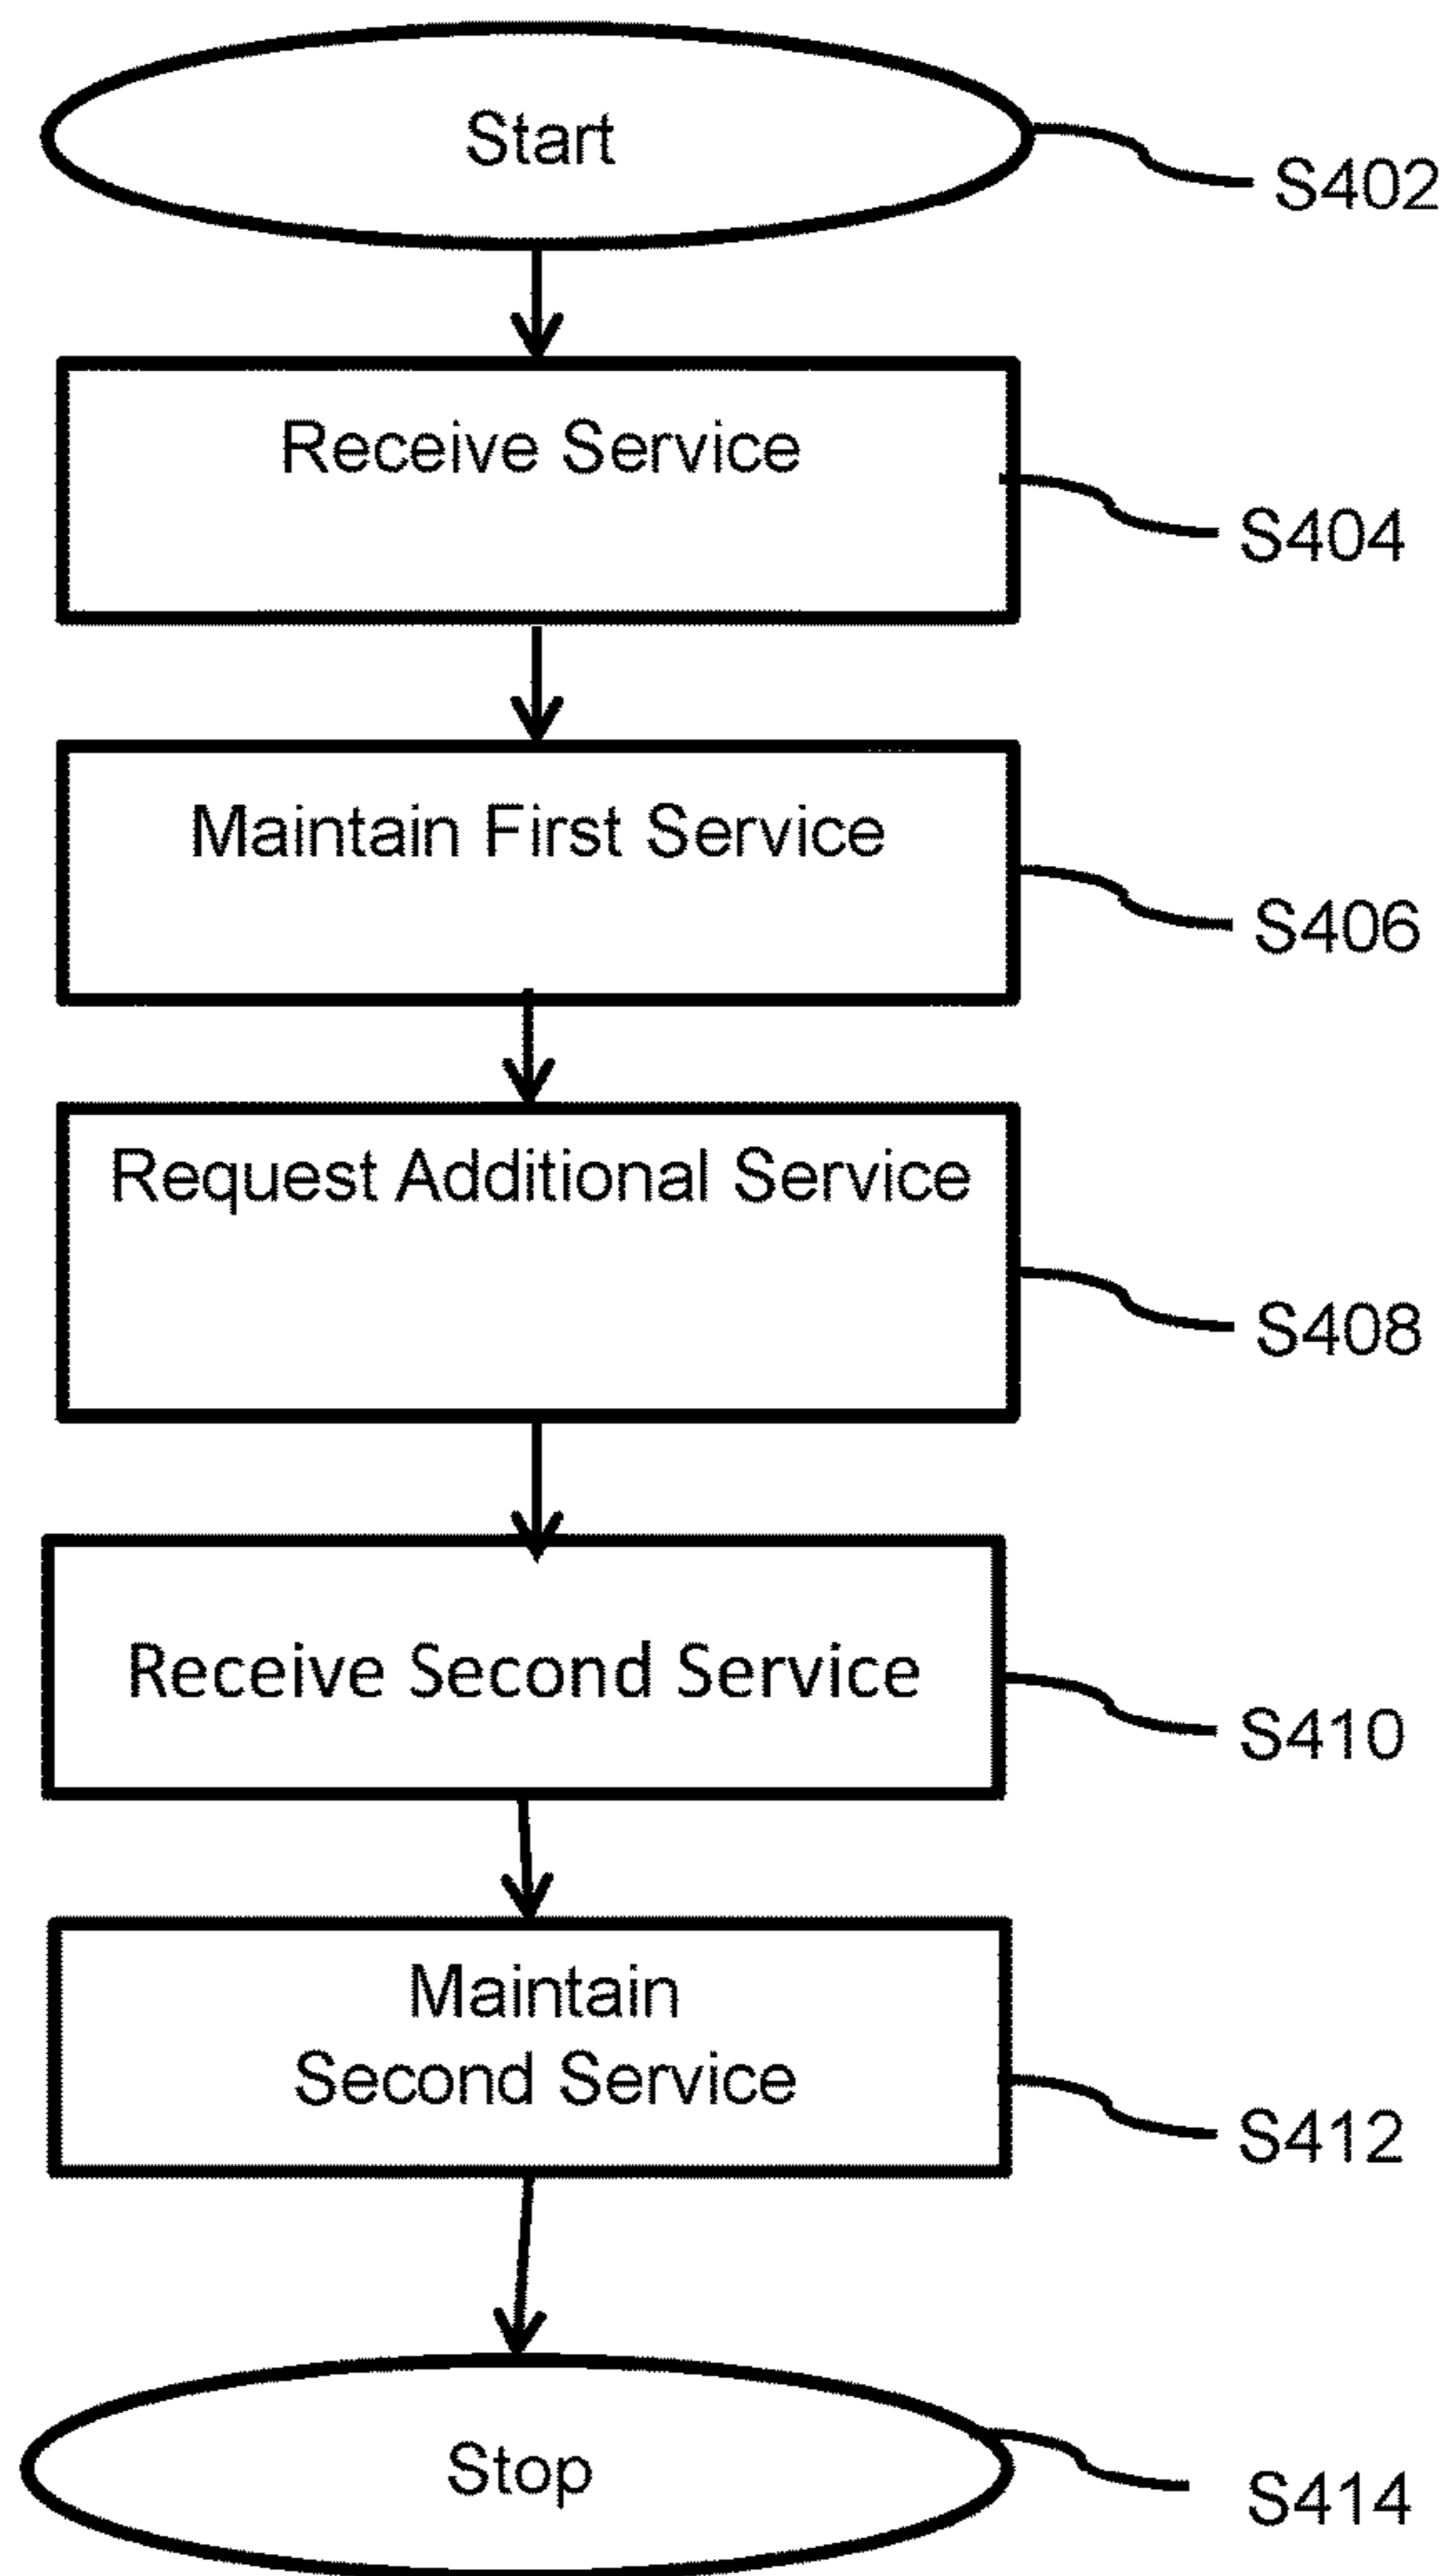 Start
S402
Receive Service
S404
Maintain First Service
S406
Request Additional Service
S408
Receive Second Service
S410
Maintain
Second Service
S412
Stop
S414